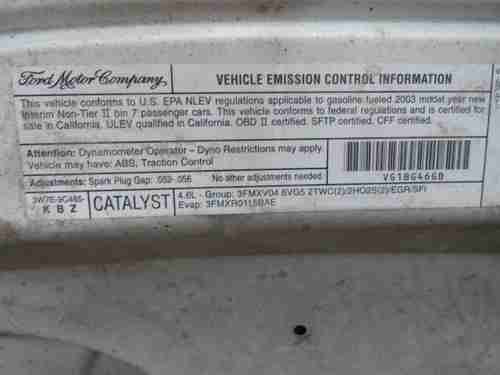 Ford Motor Company
VEHICLE EMISSION CONTROL INFORMATION
This vehicle conforms to U.S. EPA NLEV regulations applicable to gasoline fueled 2003 model year new
Interim Non-Tier II bin 7 passenger cars. This vehicle conforms to federal regulations and is certified for
sale in California. ULEV qualified in California. OBD II certified. SFTP certified. CFF certified.
Attention: Dynamometer Operator - Dyno Restrictions may apply.
Vehicle may have: ABS, Traction Control
Adjustments: Spark Plug Gap: .052-.056 No other adjustments needed.
VG1BG466D
3W7E-9C485-
K B Z
CATALYST
4.6L - Group: 3FMXV04.6VG5 2TWC(2)/2HO2S(2)/EGR/SFI
Evap: 3FMXR0115BAE